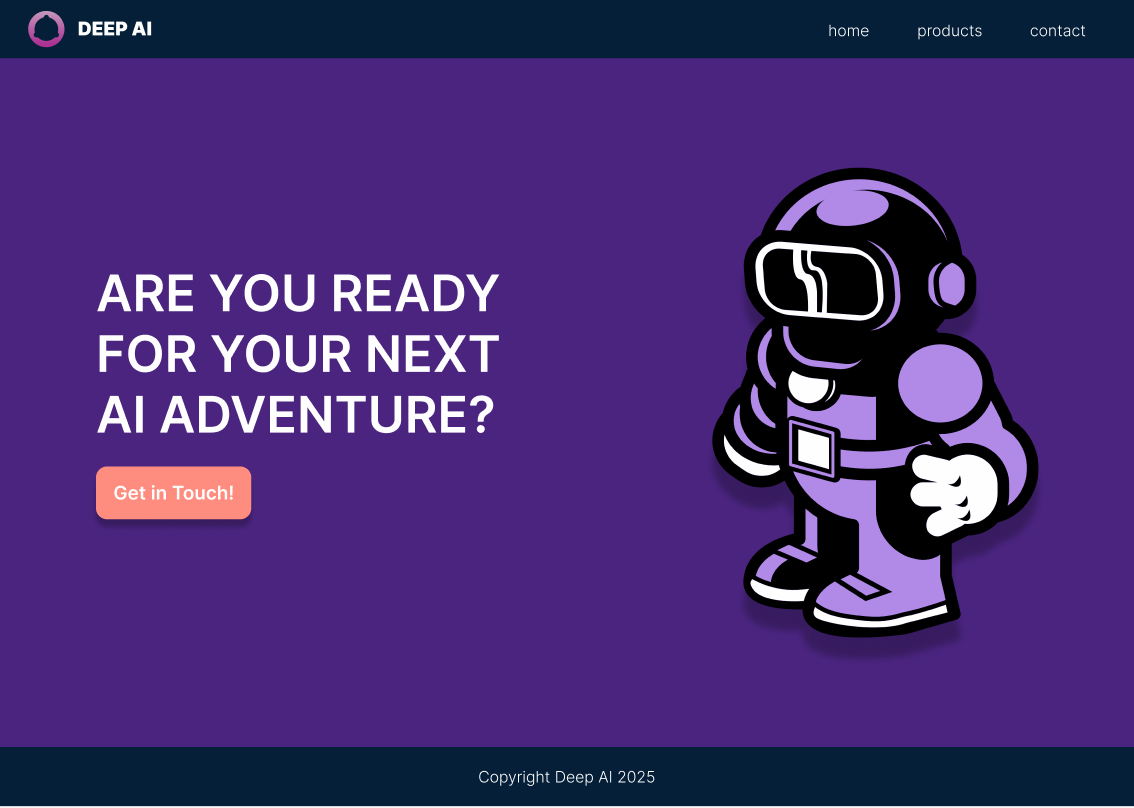 DEEP AI
home products contact
ARE YOU READY
FOR YOUR NEXT
AI ADVENTURE?
Get in Touch!
Copyright Deep AI 2025